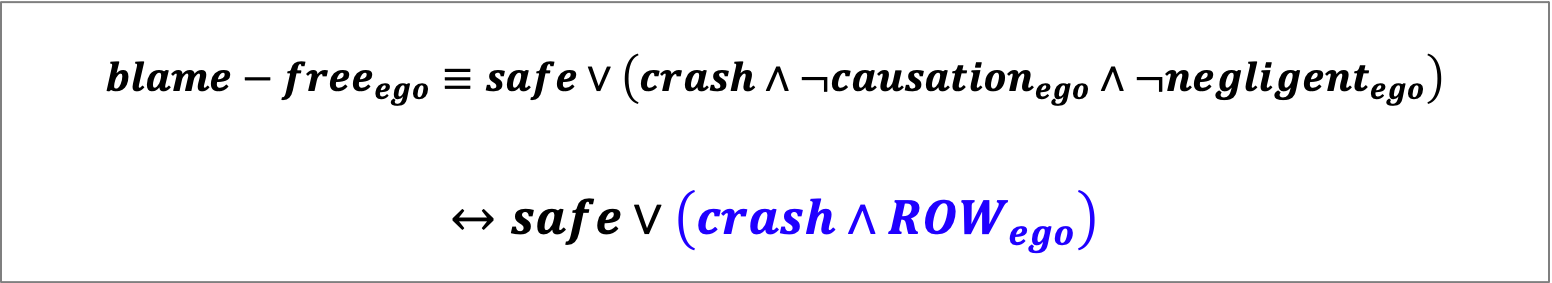 blame − free_ego ≡ safe ∨ (crash ∧ ¬causation_ego ∧ ¬negligent_ego)
↔ safe ∨ (crash ∧ ROW_ego)